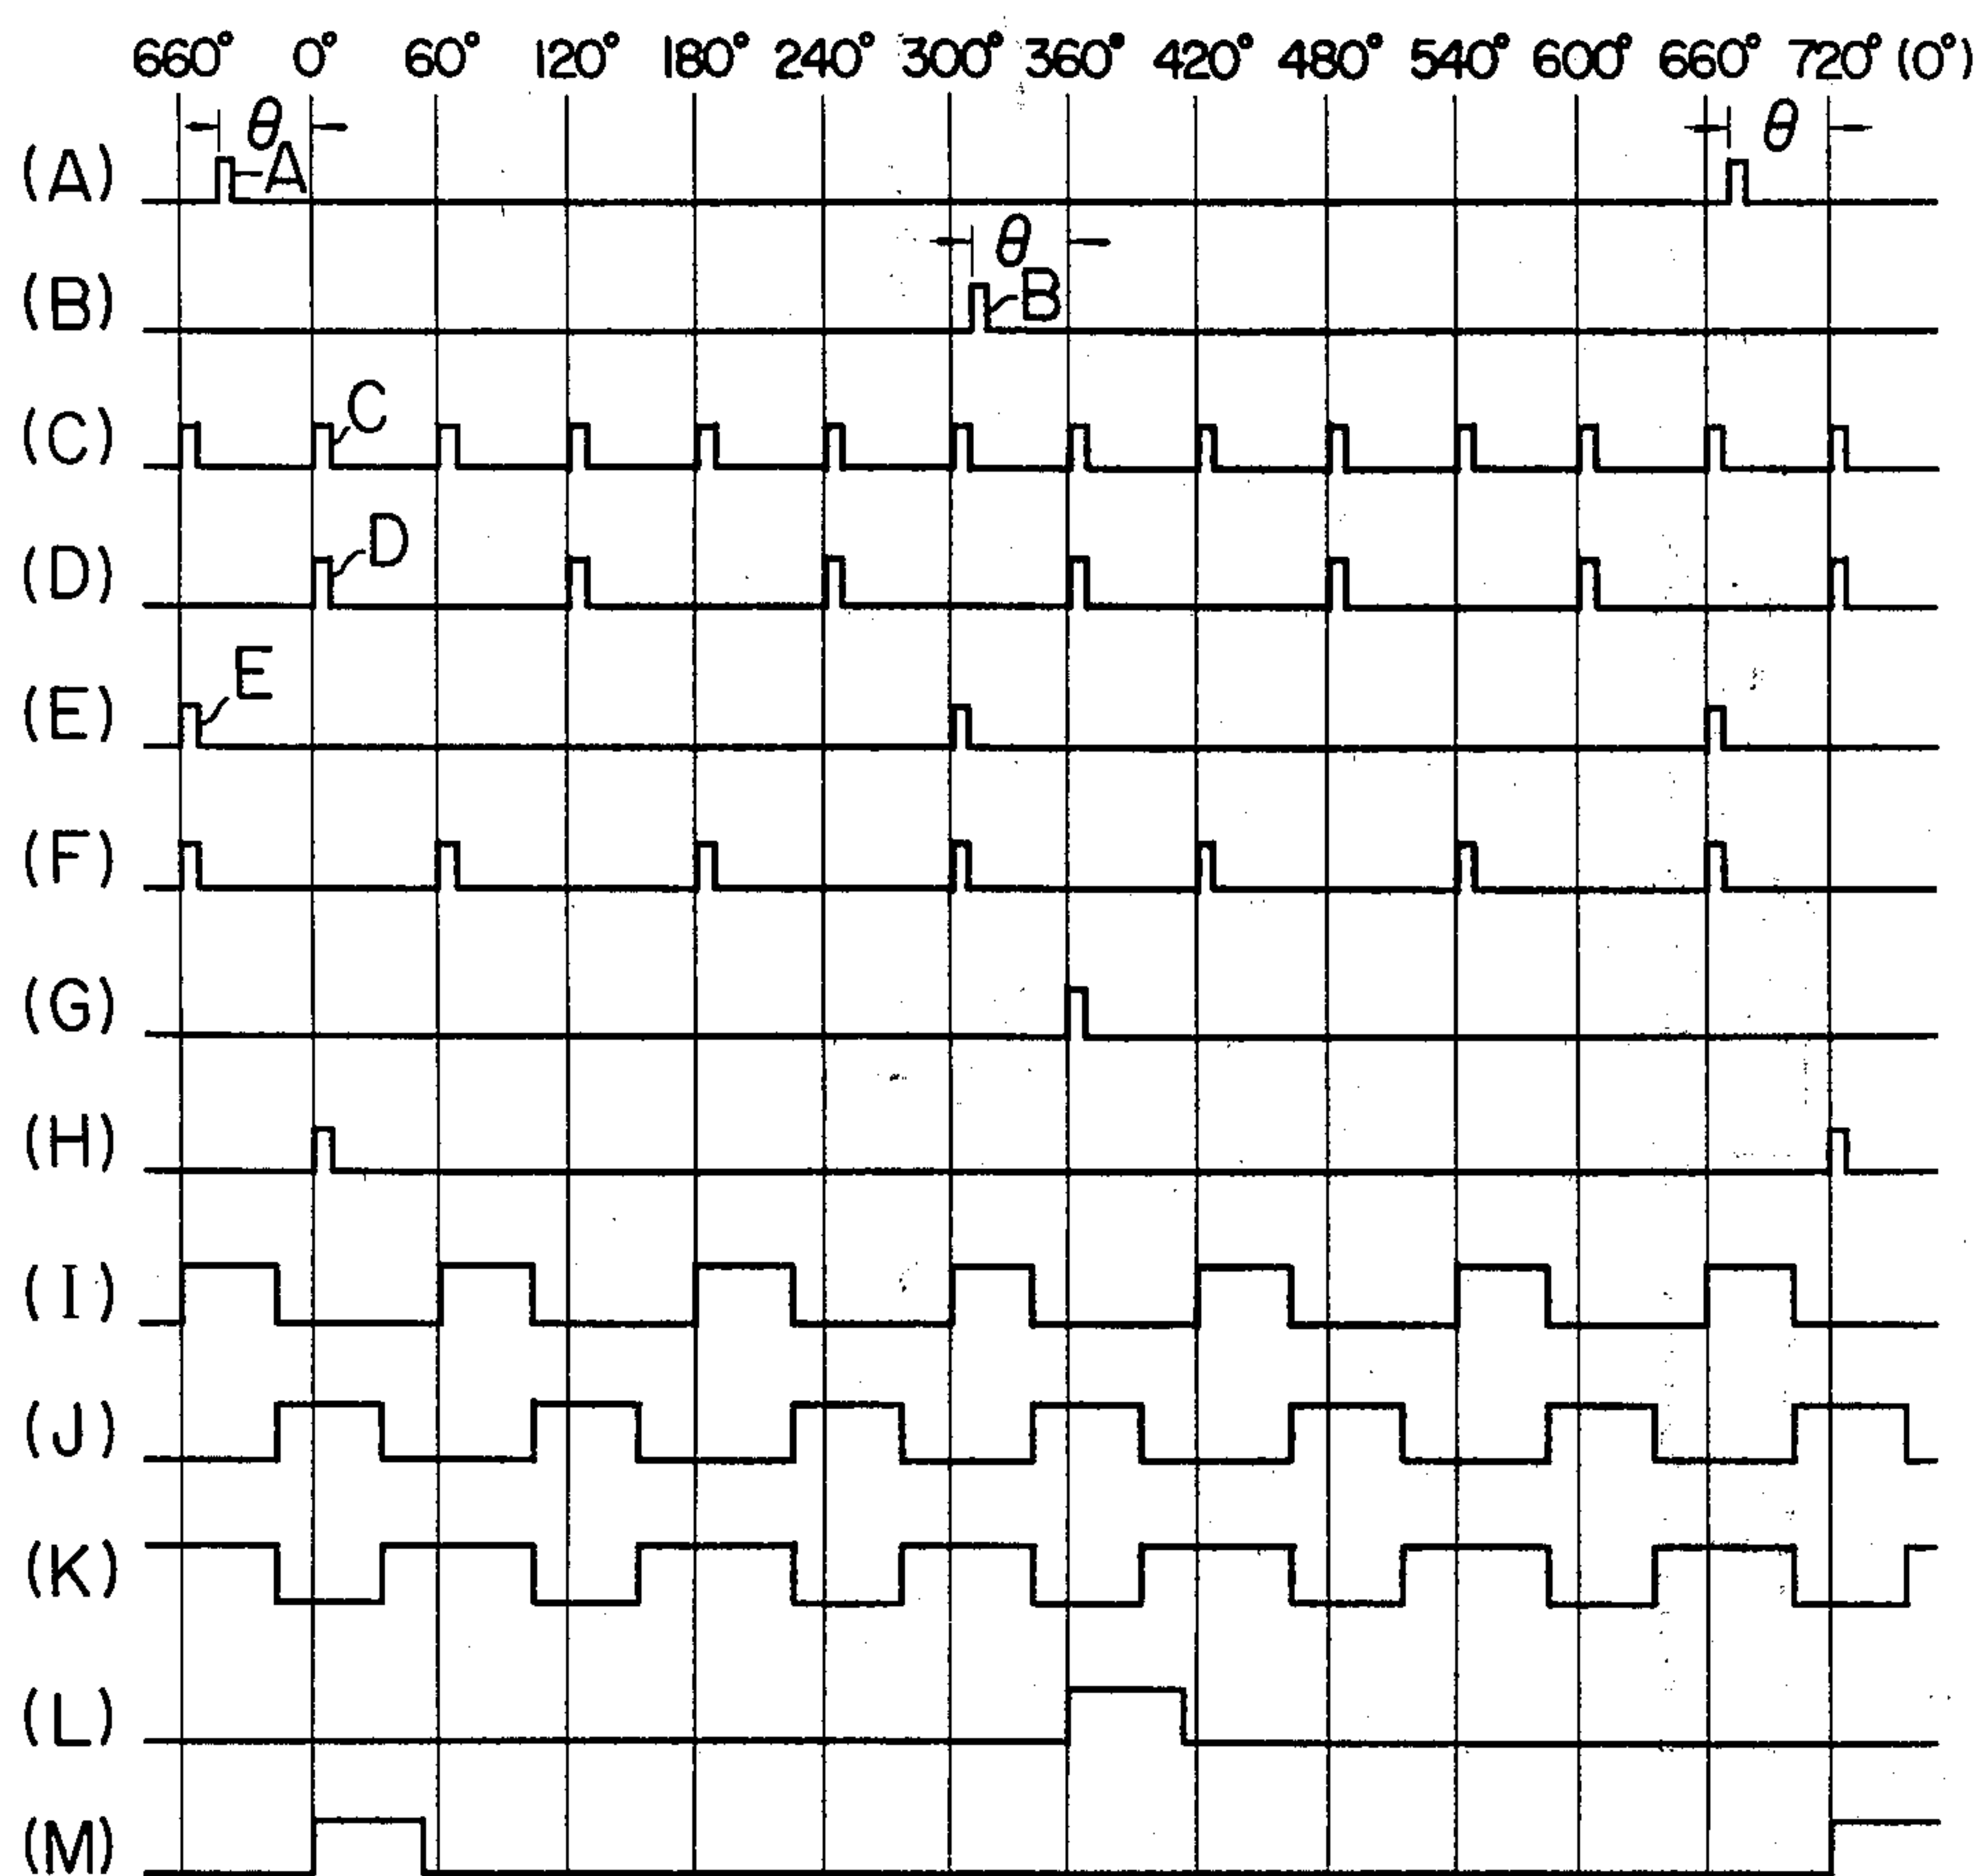 660° 0° 60° 120° 180° 240° 300° 360° 420° 480° 540° 600° 660° 720° (0°)
θ θ
(A) A
θ
(B) B
(C) C
(D) D
(E) E
(F)
(G)
(H)
(I)
(J)
(K)
(L)
(M)